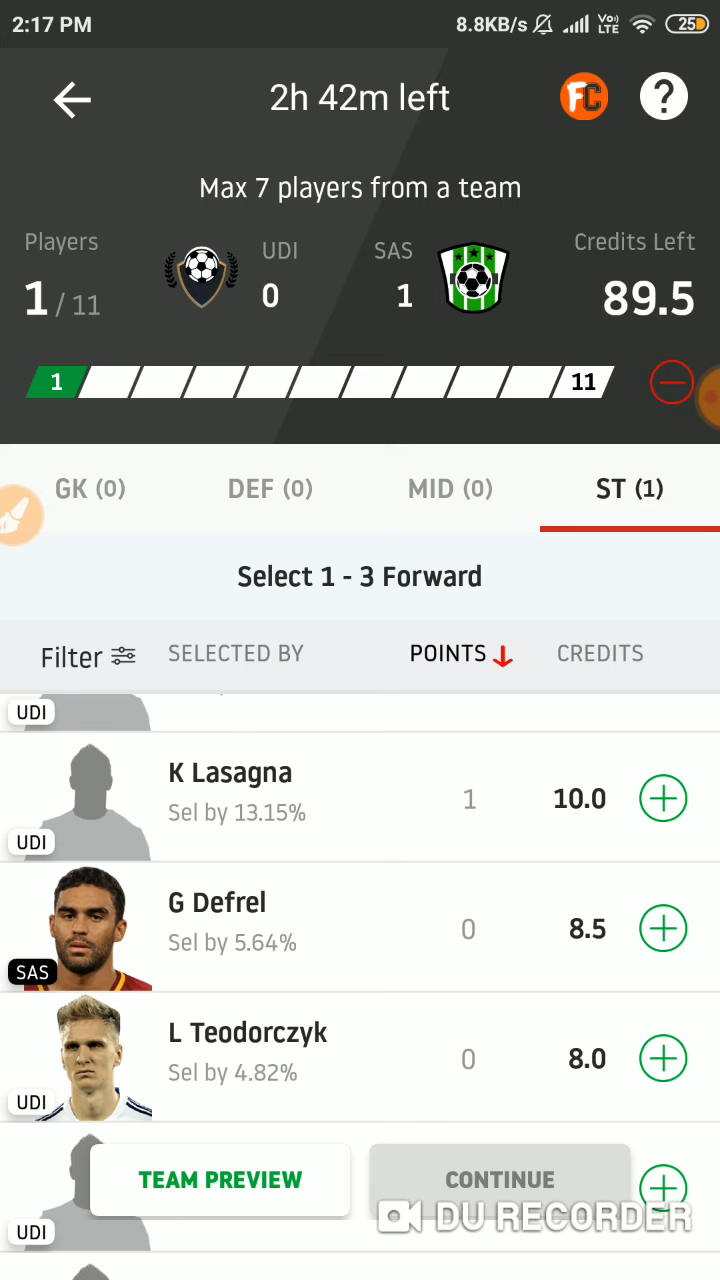 2:17 PM
8.8KB/s Vo)) LTE 25
2h 42m left
FC
?
Max 7 players from a team
Players
UDI
SAS
Credits Left
1 / 11
0
1
89.5
1
11
GK (0)
DEF (0)
MID (0)
ST (1)
Select 1 - 3 Forward
Filter
SELECTED BY
POINTS
CREDITS
UDI
K Lasagna
Sel by 13.15%
1
10.0
UDI
G Defrel
Sel by 5.64%
0
8.5
SAS
L Teodorczyk
Sel by 4.82%
0
8.0
UDI
TEAM PREVIEW
CONTINUE
DU RECORDER
UDI